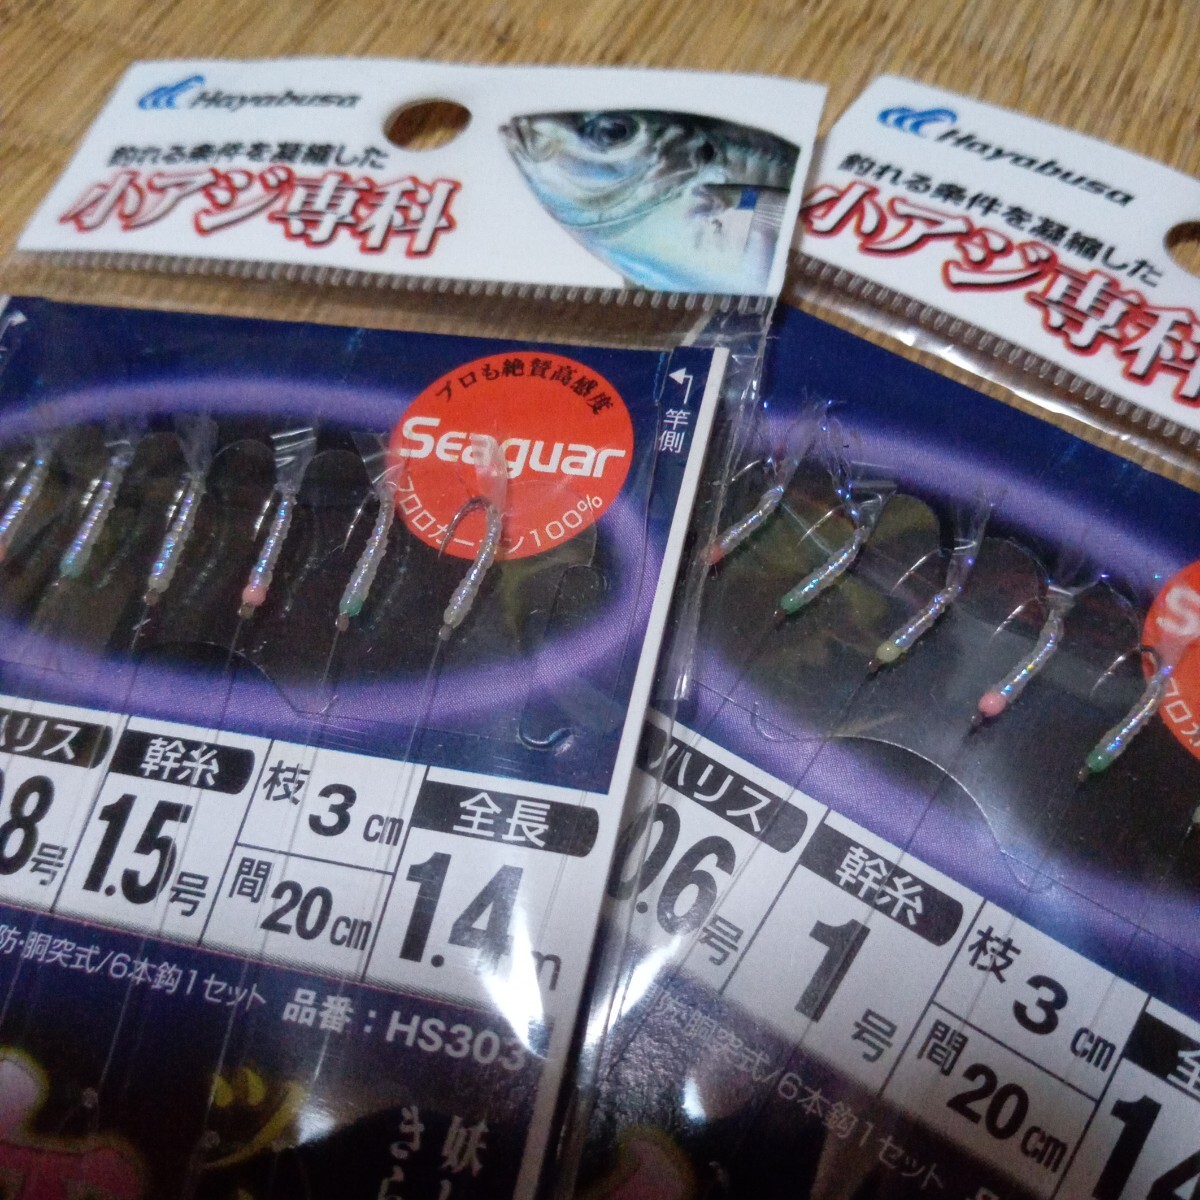 Hayabusa
釣れる条件を凝縮した
小アジ専科
プロも絶賛高感度
Seaguar
フロロカーボン100%
竿側
ハリス
.8号
幹糸
1.5号
枝 3cm
間 20cm
全長
1.4m
防・胴突式/6本鈎1セット 品番:HS303
Hayabusa
釣れる条件を凝縮した
小アジ専科
ハリス
0.6号
幹糸
1号
枝 3cm
間 20cm
防・胴突式/6本鈎1セット